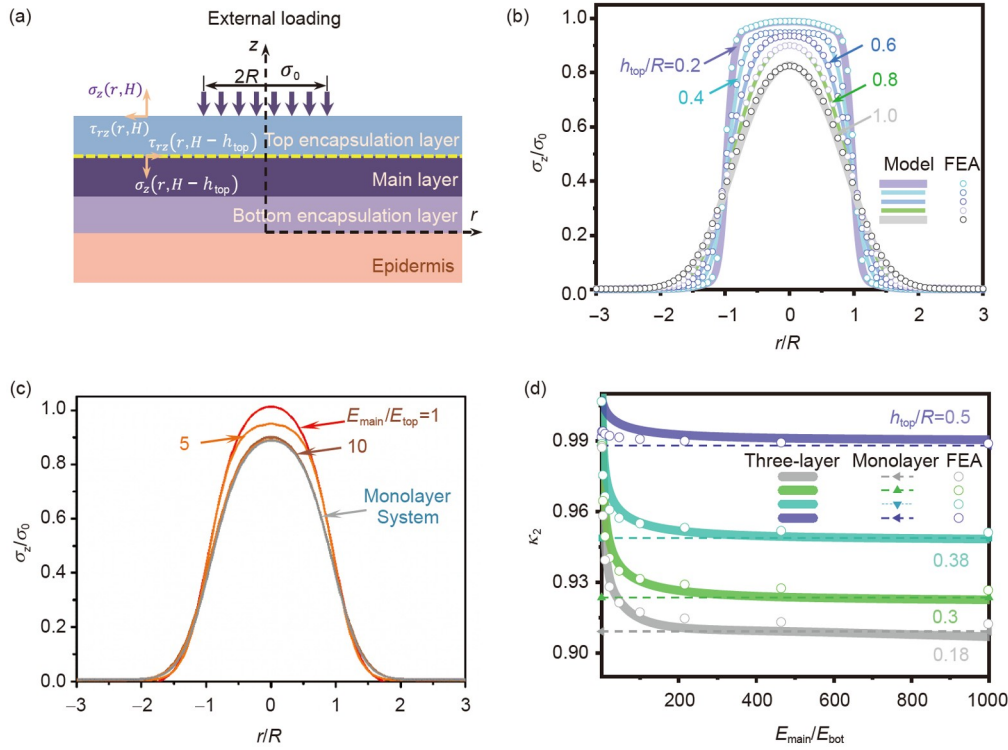 (a)
External loading
z
2R
σ0
σz(r,H)
τrz(r,H)
τrz(r,H − htop)
Top encapsulation layer
σz(r,H − htop)
Main layer
Bottom encapsulation layer
r
Epidermis
(b)
1.0
0.8
0.6
0.4
0.2
0.0
σz/σ0
htop/R=0.2
0.4
0.6
0.8
1.0
Model FEA
−3 −2 −1 0 1 2 3
r/R
(c)
1.0
0.8
0.6
0.4
0.2
0.0
σz/σ0
Emain/Etop=1
5
10
Monolayer
System
−3 −2 −1 0 1 2 3
r/R
(d)
0.99
0.96
0.93
0.90
κ2
htop/R=0.5
Three-layer Monolayer FEA
0.38
0.3
0.18
200 400 600 800 1000
Emain/Ebot